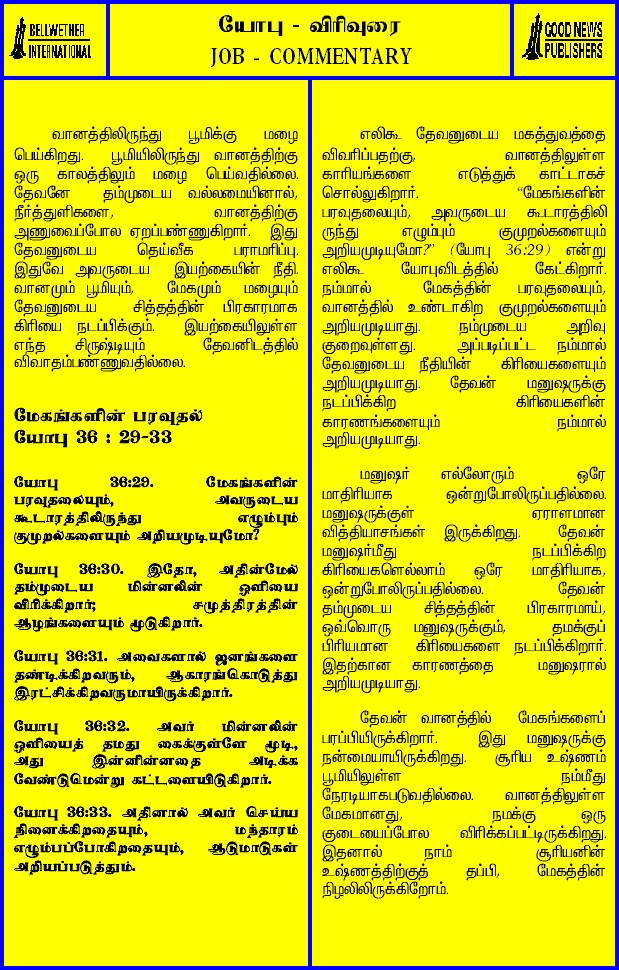 BELLWETHER
INTERNATIONAL
யோபு - விரிவுரை
JOB - COMMENTARY
GOOD NEWS
PUBLISHERS
வானத்திலிருந்து பூமிக்கு மழை
பெய்கிறது. பூமியிலிருந்து வானத்திற்கு
ஒரு காலத்திலும் மழை பெய்வதில்லை.
தேவனே தம்முடைய வல்லமையினால்,
நீர்த்துளிகளை, வானத்திற்கு
அணுவைப்போல ஏறப்பண்ணுகிறார். இது
தேவனுடைய தெய்வீக பராமரிப்பு.
இதுவே அவருடைய இயற்கையின் நீதி.
வானமும் பூமியும், மேகமும் மழையும்
தேவனுடைய சித்தத்தின் பிரகாரமாக
கிரியை நடப்பிக்கும். இயற்கையிலுள்ள
எந்த சிருஷ்டியும் தேவனிடத்தில்
விவாதம்பண்ணுவதில்லை.
மேகங்களின் பரவுதல்
யோபு 36 : 29-33
யோபு 36:29. மேகங்களின்
பரவுதலையும், அவருடைய
கூடாரத்திலிருந்து எழும்பும்
குமுறல்களையும் அறியமுடியுமோ?
யோபு 36:30. இதோ, அதின்மேல்
தம்முடைய மின்னலின் ஒளியை
விரிக்கிறார்; சமுத்திரத்தின்
ஆழங்களையும் மூடுகிறார்.
யோபு 36:31. அவைகளால் ஜனங்களை
தண்டிக்கிறவரும், ஆகாரங்கொடுத்து
இரட்சிக்கிறவருமாயிருக்கிறார்.
யோபு 36:32. அவர் மின்னலின்
ஒளியைத் தமது கைக்குள்ளே மூடி,
அது இன்னின்னதை அடிக்க
வேண்டுமென்று கட்டளையிடுகிறார்.
யோபு 36:33. அதினால் அவர் செய்ய
நினைக்கிறதையும், மந்தாரம்
எழும்பப்போகிறதையும், ஆடுமாடுகள்
அறியப்படுத்தும்.
எலிகூ தேவனுடைய மகத்துவத்தை
விவரிப்பதற்கு, வானத்திலுள்ள
காரியங்களை எடுத்துக் காட்டாகச்
சொல்லுகிறார். “மேகங்களின்
பரவுதலையும், அவருடைய கூடாரத்திலி
ருந்து எழும்பும் குமுறல்களையும்
அறியமுடியுமோ?” (யோபு 36:29) என்று
எலிகூ யோபுவிடத்தில் கேட்கிறார்.
நம்மால் மேகத்தின் பரவுதலையும்,
வானத்தில் உண்டாகிற குமுறல்களையும்
அறியமுடியாது. நம்முடைய அறிவு
குறைவுள்ளது. அப்படிப்பட்ட நம்மால்
தேவனுடைய நீதியின் கிரியைகளையும்
அறியமுடியாது. தேவன் மனுஷருக்கு
நடப்பிக்கிற கிரியைகளின்
காரணங்களையும் நம்மால்
அறியமுடியாது.
மனுஷர் எல்லோரும் ஒரே
மாதிரியாக ஒன்றுபோலிருப்பதில்லை.
மனுஷருக்குள் ஏராளமான
வித்தியாசங்கள் இருக்கிறது. தேவன்
மனுஷர்மீது நடப்பிக்கிற
கிரியைகளெல்லாம் ஒரே மாதிரியாக,
ஒன்றுபோலிருப்பதில்லை. தேவன்
தம்முடைய சித்தத்தின் பிரகாரமாய்,
ஒவ்வொரு மனுஷருக்கும், தமக்குப்
பிரியமான கிரியைகளை நடப்பிக்கிறார்.
இதற்கான காரணத்தை மனுஷரால்
அறியமுடியாது.
தேவன் வானத்தில் மேகங்களைப்
பரப்பியிருக்கிறார். இது மனுஷருக்கு
நன்மையாயிருக்கிறது. சூரிய உஷ்ணம்
பூமியிலுள்ள நம்மீது
நேரடியாகபடுவதில்லை. வானத்திலுள்ள
மேகமானது, நமக்கு ஒரு
குடையைப்போல விரிக்கப்பட்டிருக்கிறது.
இதனால் நாம் சூரியனின்
உஷ்ணத்திற்குத் தப்பி, மேகத்தின்
நிழலிலிருக்கிறோம்.